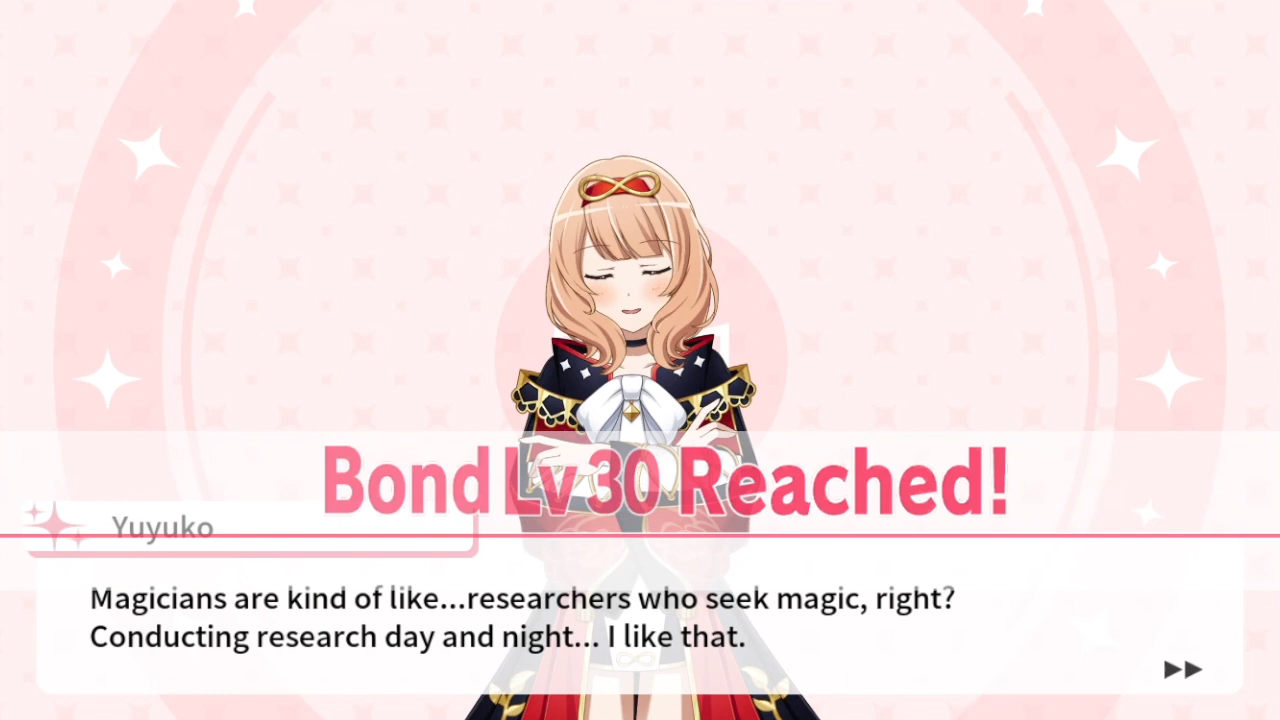 Bond Lv 30 Reached!
Yuyuko
Magicians are kind of like...researchers who seek magic, right?
Conducting research day and night... I like that.